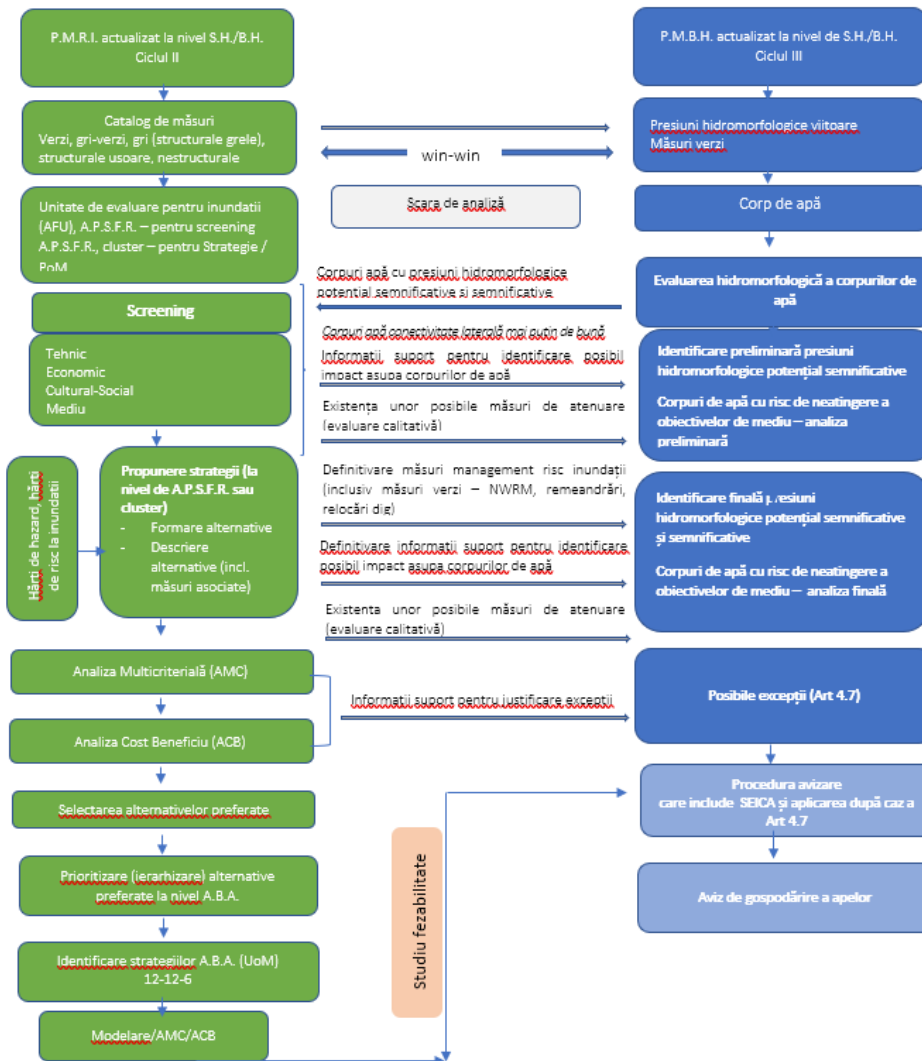 P.M.R.I. actualizat la nivel S.H./B.H.
Ciclul II
Catalog de măsuri
Verzi, gri-verzi, gri (structurale grele),
structurale usoare, nestructurale
Unitate de evaluare pentru inundatii
(AFU), A.P.S.F.R. – pentru screening
A.P.S.F.R., cluster – pentru Strategie /
PoM
Screening
Tehnic
Economic
Cultural-Social
Mediu
Hărți de hazard, hărți
de risc la inundatii
Propunere strategii (la
nivel de A.P.S.F.R. sau
cluster)
- Formare alternative
- Descriere
alternative (incl.
măsuri asociate)
Analiza Multicriterială (AMC)
Analiza Cost Beneficiu (ACB)
Selectarea alternativelor preferate
Prioritizare (ierarhizare) alternative
preferate la nivel A.B.A.
Identificare strategiilor A.B.A. (UoM)
12-12-6
Modelare/AMC/ACB
win-win
Scara de analiză
Corpuri apă cu presiuni hidromorfologice
potențial semnificative si semnificative
Corpuri apă conectivitate laterală mai puțin de bună
Informații suport pentru identificare posibil
impact asupra corpurilor de apă
Existența unor posibile măsuri de atenuare
(evaluare calitativă)
Definitivare măsuri management risc inundații
(inclusiv măsuri verzi – NWRM, remeandrări,
relocări dig)
Definitivare informații suport pentru identificare
posibil impact asupra corpurilor de apă
Existenta unor posibile măsuri de atenuare
(evaluare calitativă)
Informații suport pentru justificare excepții
Studiu fezabilitate
P.M.B.H. actualizat la nivel de S.H./B.H.
Ciclul III
Presiuni hidromorfologice viitoare
Măsuri verzi
Corp de apă
Evaluarea hidromorfologică a corpurilor de
apă
Identificare preliminară presiuni
hidromorfologice potențial semnificative
Corpuri de apă cu risc de neatingere a
obiectivelor de mediu – analiza
preliminară
Identificare finală presiuni
hidromorfologice potențial semnificative
și semnificative
Corpuri de apă cu risc de neatingere a
obiectivelor de mediu – analiza finală
Posibile excepții (Art 4.7)
Procedura avizare
care include SEICA și aplicarea după caz a
Art 4.7
Aviz de gospodărire a apelor